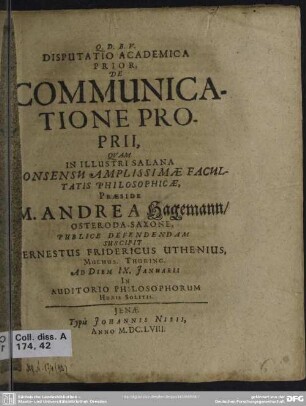 Q. D. B. V.
DISPUTATIO ACADEMICA
PRIOR,
DE
COMMUNICA-
TIONE PRO-
PRII,
QUAM
IN ILLUSTRI SALANA
CONSENSU AMPLISSIMÆ FACUL-
TATIS PHILOSOPHICÆ,
PRÆSIDE
M. ANDREA Hagemann/
OSTERODA-SAXONE,
PUBLICE DEFENDENDAM
SUSCIPIT
ERNESTUS FRIDERICUS UTHENIUS,
THURING.
AD DIEM IX. JANUARII
IN
AUDITORIO PHILOSOPHORUM
HORIS SOLITIS.
JENÆ
Typis JOHANNIS NISII,
ANNO M.DC.LVIII.
Coll. diss. A
174, 42
DFG